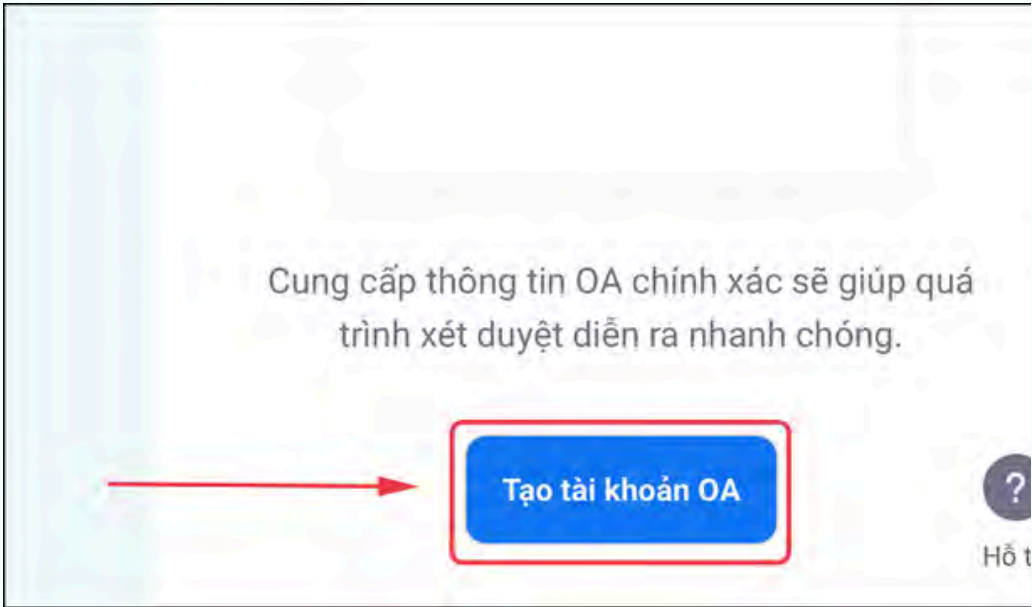 Cung cấp thông tin OA chính xác sẽ giúp quá
trình xét duyệt diễn ra nhanh chóng.
Tạo tài khoản OA
?
Hỗ t